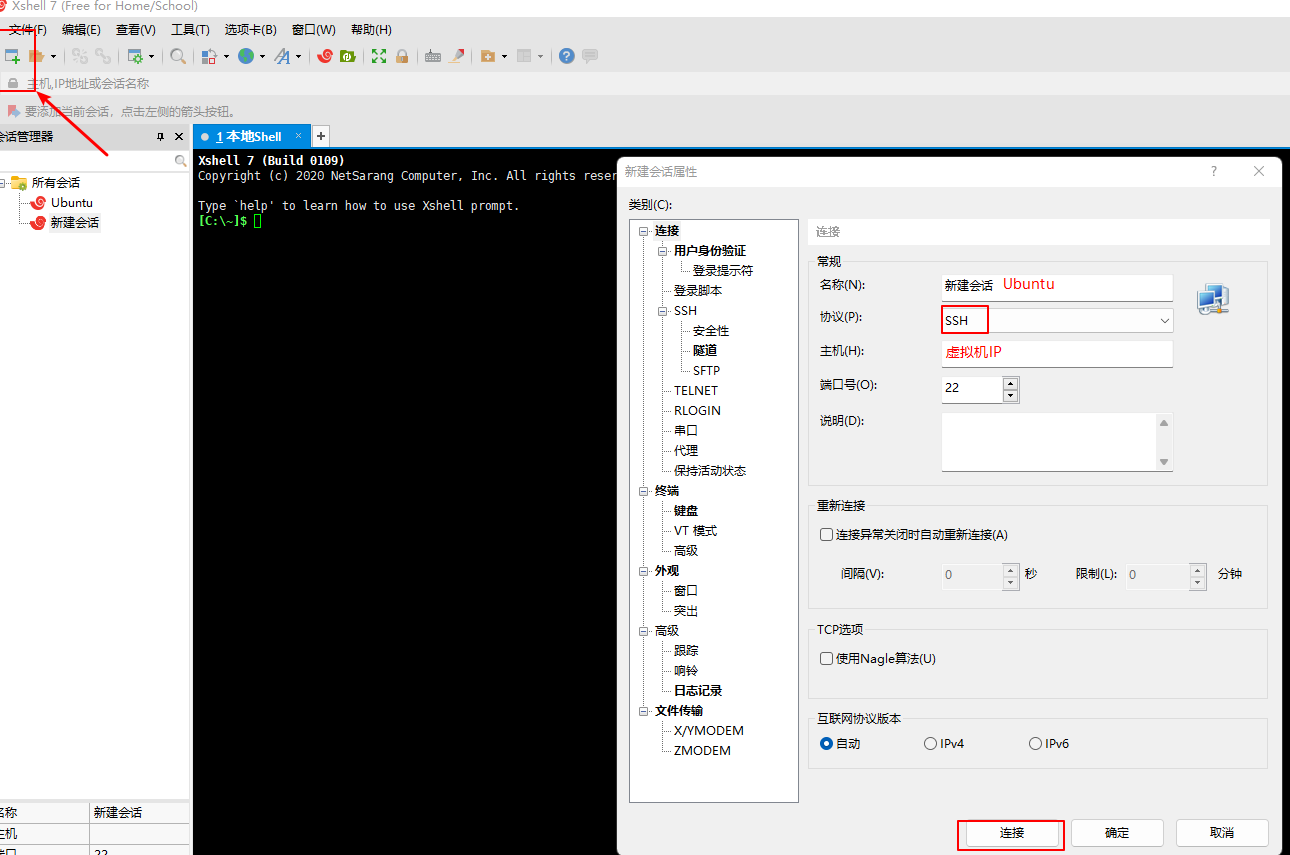 Xshell 7 (Free for Home/School)
文件(F) 编辑(E) 查看(V) 工具(T) 选项卡(B) 窗口(W) 帮助(H)
主机,IP地址或会话名称
要添加当前会话，点击左侧的箭头按钮。
会话管理器
1 本地Shell
所有会话
Ubuntu
新建会话
Xshell 7 (Build 0109)
Copyright (c) 2020 NetSarang Computer, Inc. All rights reser
Type `help' to learn how to use Xshell prompt.
[C:\~]$
名称 新建会话
主机
端口 22
新建会话属性
类别(C):
连接
用户身份验证
登录提示符
登录脚本
SSH
安全性
隧道
SFTP
TELNET
RLOGIN
串口
代理
保持活动状态
终端
键盘
VT 模式
高级
外观
窗口
突出
高级
跟踪
响铃
日志记录
文件传输
X/YMODEM
ZMODEM
连接
常规
名称(N): 新建会话 Ubuntu
协议(P): SSH
主机(H): 虚拟机IP
端口号(O): 22
说明(D):
重新连接
连接异常关闭时自动重新连接(A)
间隔(V): 0 秒 限制(L): 0 分钟
TCP选项
使用Nagle算法(U)
互联网协议版本
自动 IPv4 IPv6
连接 确定 取消